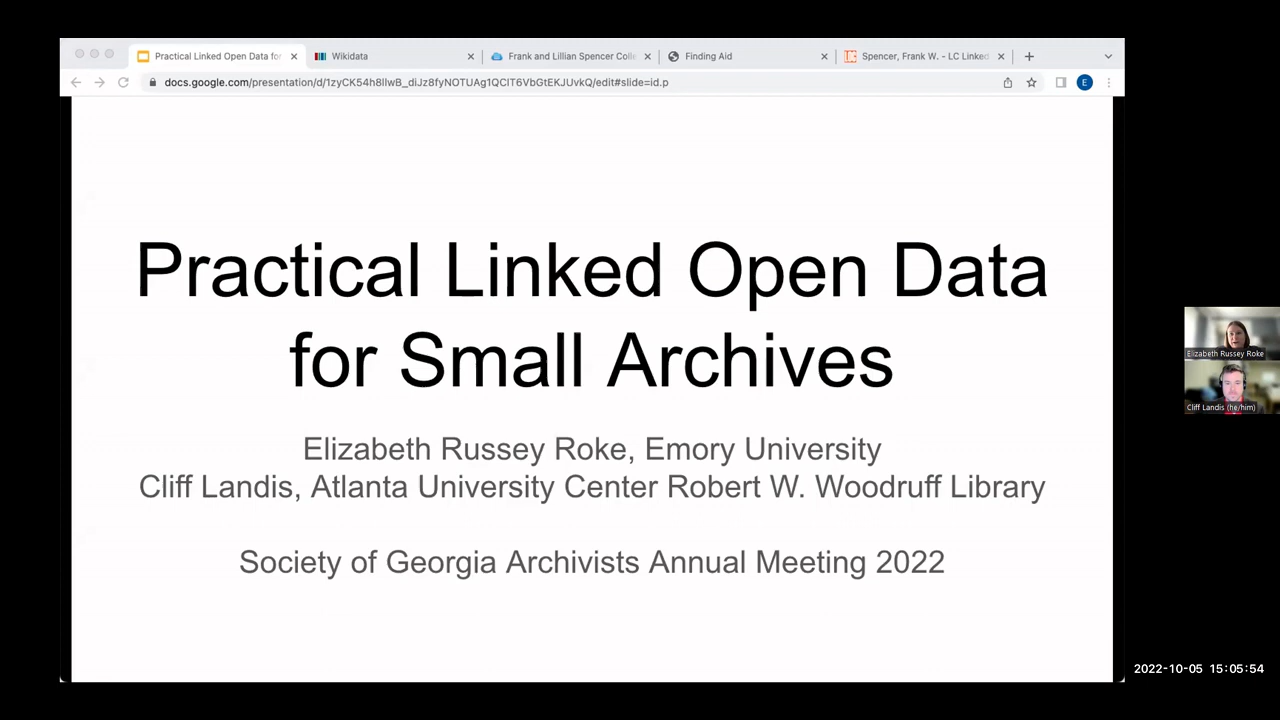 Practical Linked Open Data for
Wikidata
Frank and Lillian Spencer Colle
Finding Aid
Spencer, Frank W. - LC Linked
docs.google.com/presentation/d/1zyCK54h8IlwB_diJz8fyNOTUAg1QClT6VbGtEKJUvkQ/edit#slide=id.p
E
Practical Linked Open Data
for Small Archives
Elizabeth Russey Roke, Emory University
Cliff Landis, Atlanta University Center Robert W. Woodruff Library
Society of Georgia Archivists Annual Meeting 2022
Elizabeth Russey Roke
Cliff Landis (he/him)
2022-10-05 15:05:54